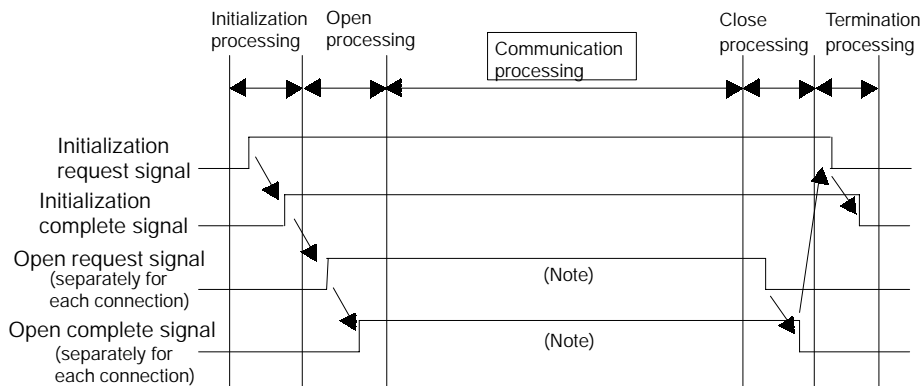 Initialization
processing
Open
processing
Communication
processing
Close
processing
Termination
processing
Initialization
request signal
Initialization
complete signal
Open request signal
(separately for
each connection)
(Note)
Open complete signal
(separately for
each connection)
(Note)